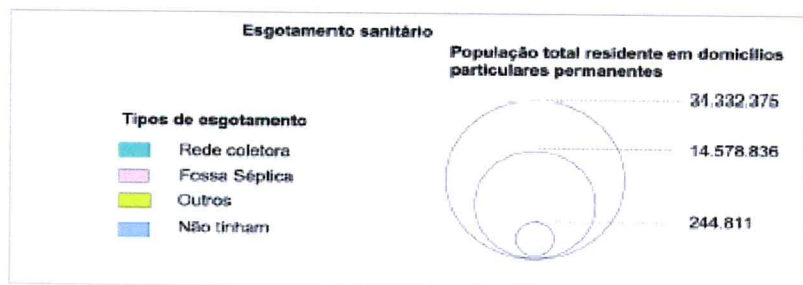 Esgotamento sanitário
População total residente em domicílios
particulares permanentes
31.332.375
14.578.836
244.811
Tipos de esgotamento
Rede coletora
Fossa Séptica
Outros
Não tinham